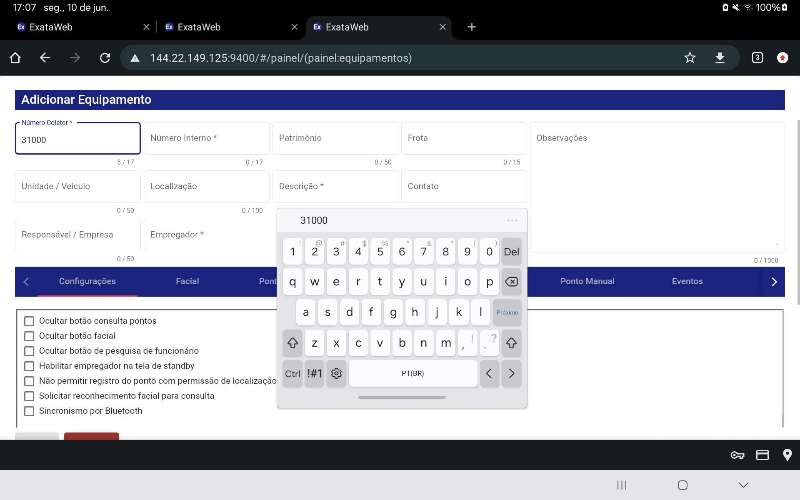 17:07 seg., 10 de jun. 100%
Ex ExataWeb Ex ExataWeb Ex ExataWeb
144.22.149.125:9400/#/painel/(painel:equipamentos) 3
Adicionar Equipamento
Número Coletor *
31000
Número Interno *
Patrimônio
Frota
Observações
5 / 17 0 / 17 0 / 50 0 / 15
Unidade / Veículo
Localização
Descrição *
Contato
0 / 50 0 / 100
Responsável / Empresa
Empregador *
0 / 50 0 / 1000
Configurações Facial Pont Ponto Manual Eventos
Ocultar botão consulta pontos
Ocultar botão facial
Ocultar botão de pesquisa de funcionário
Habilitar empregador na tela de standby
Não permitir registro do ponto com permissão de localização
Solicitar reconhecimento facial para consulta
Sincronismo por Bluetooth
31000 ...
1 2 3 4 5 6 7 8 9 0 Del
q w e r t y u i o p
a s d f g h j k l Próximo
z x c v b n m , ! . ?
Ctrl !#1 PT(BR) < >